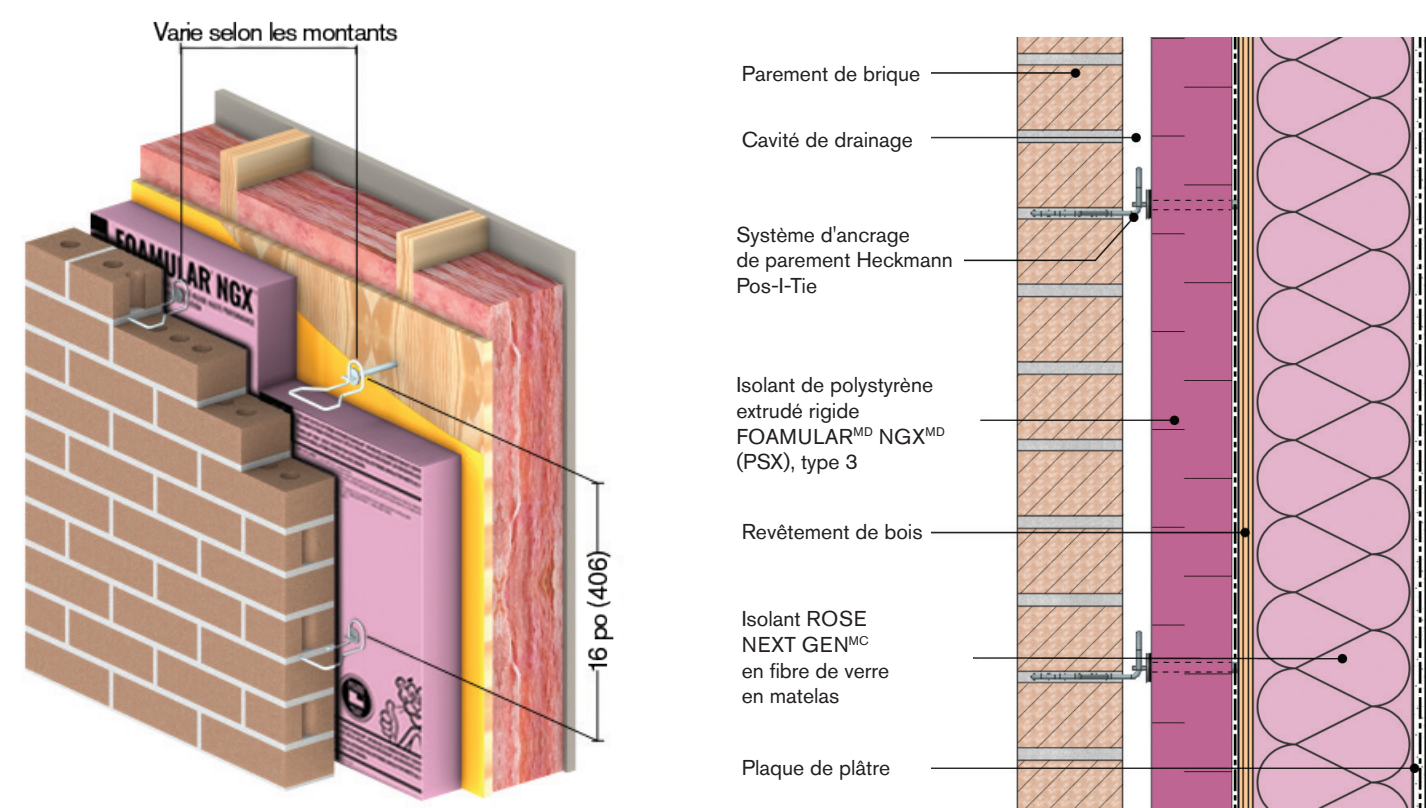 Varie selon les montants
FOAMULAR NGX
16 po (406)
Parement de brique
Cavité de drainage
Système d'ancrage
de parement Heckmann
Pos-I-Tie
Isolant de polystyrène
extrudé rigide
FOAMULARᴹᴰ NGXᴹᴰ
(PSX), type 3
Revêtement de bois
Isolant ROSE
NEXT GENᴹᶜ
en fibre de verre
en matelas
Plaque de plâtre